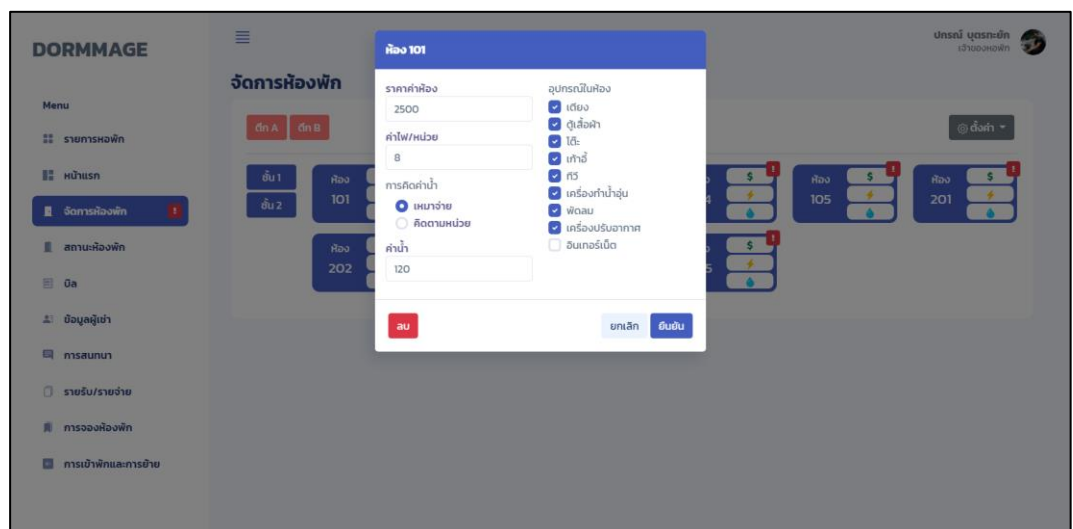 DORMMAGE
Menu
รายการหอพัก
หน้าแรก
จัดการห้องพัก
สถานะห้องพัก
บิล
ข้อมูลผู้เช่า
การสนทนา
รายรับ/รายจ่าย
การจองห้องพัก
การเข้าพักและการย้าย
เจ้าของหอพัก
จัดการห้องพัก
ตึก A
ตึก B
ตั้งค่า
ชั้น 1
ชั้น 2
ห้อง
101
ห้อง
105
ห้อง
201
ห้อง
202
ห้อง 101
ราคาค่าห้อง
2500
ค่าไฟ/หน่วย
8
การคิดค่าน้ำ
เหมาจ่าย
คิดตามหน่วย
ค่าน้ำ
120
อุปกรณ์ในห้อง
เตียง
ตู้เสื้อผ้า
โต๊ะ
เก้าอี้
ทีวี
เครื่องทำน้ำอุ่น
พัดลม
เครื่องปรับอากาศ
อินเทอร์เน็ต
ลบ
ยกเลิก
ยืนยัน